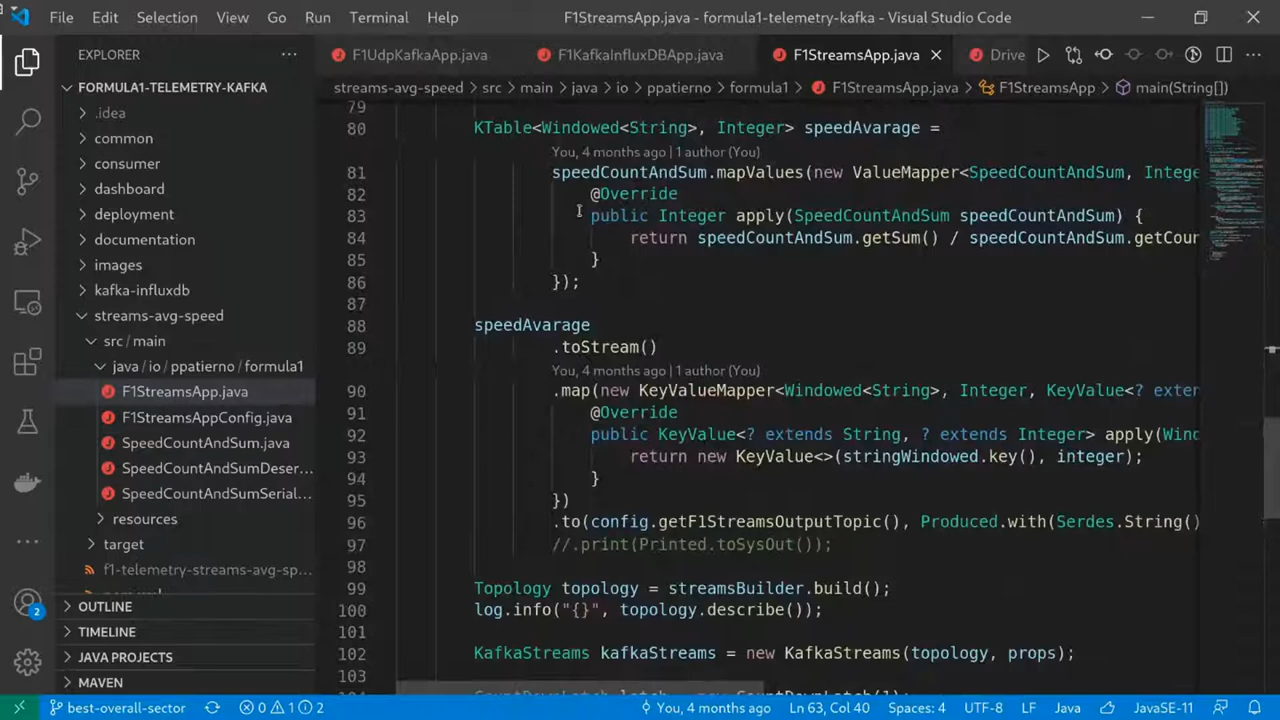 File Edit Selection View Go Run Terminal Help F1StreamsApp.java - formula1-telemetry-kafka - Visual Studio Code
EXPLORER
FORMULA1-TELEMETRY-KAFKA
.idea
common
consumer
dashboard
deployment
documentation
images
kafka-influxdb
streams-avg-speed
src/main
java/io/ppatierno/formula1
F1StreamsApp.java
F1StreamsAppConfig.java
SpeedCountAndSum.java
SpeedCountAndSumDeser...
SpeedCountAndSumSerial...
resources
target
f1-telemetry-streams-avg-sp...
OUTLINE
TIMELINE
JAVA PROJECTS
MAVEN
2
F1UdpKafkaApp.java F1KafkaInfluxDBApp.java F1StreamsApp.java Drive
streams-avg-speed > src > main > java > io > ppatierno > formula1 > F1StreamsApp.java > F1StreamsApp > main(String[])
79
80 KTable<Windowed<String>, Integer> speedAvarage =
You, 4 months ago | 1 author (You)
81 speedCountAndSum.mapValues(new ValueMapper<SpeedCountAndSum, Intege
82 @Override
83 public Integer apply(SpeedCountAndSum speedCountAndSum) {
84 return speedCountAndSum.getSum() / speedCountAndSum.getCoun
85 }
86 });
87
88 speedAvarage
89 .toStream()
You, 4 months ago | 1 author (You)
90 .map(new KeyValueMapper<Windowed<String>, Integer, KeyValue<? exten
91 @Override
92 public KeyValue<? extends String, ? extends Integer> apply(Wind
93 return new KeyValue<>(stringWindowed.key(), integer);
94 }
95 })
96 .to(config.getF1StreamsOutputTopic(), Produced.with(Serdes.String()
97 //.print(Printed.toSysOut());
98
99 Topology topology = streamsBuilder.build();
100 log.info("{}", topology.describe());
101
102 KafkaStreams kafkaStreams = new KafkaStreams(topology, props);
103
best-overall-sector 0 1 2 You, 4 months ago Ln 63, Col 40 Spaces: 4 UTF-8 LF Java JavaSE-11